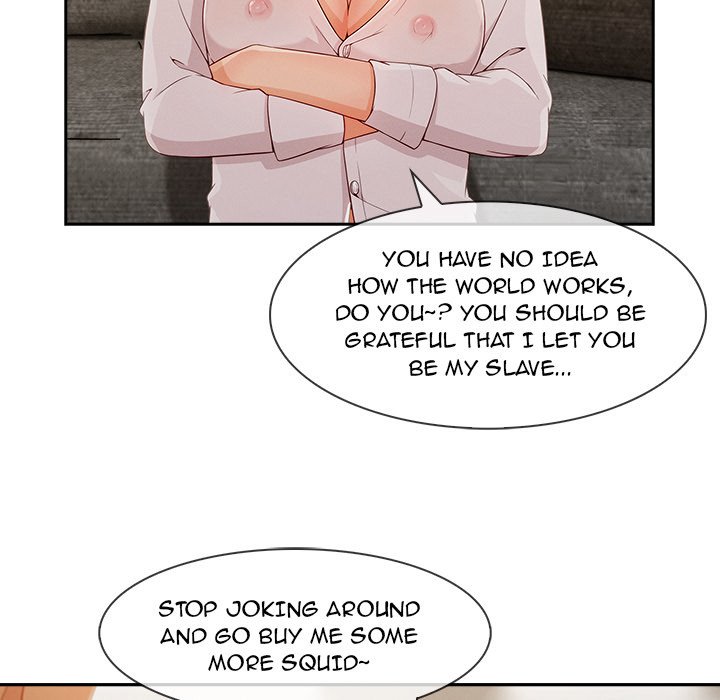 YOU HAVE NO IDEA
HOW THE WORLD WORKS,
DO YOU~? YOU SHOULD BE
GRATEFUL THAT I LET YOU
BE MY SLAVE...
STOP JOKING AROUND
AND GO BUY ME SOME
MORE SQUID~